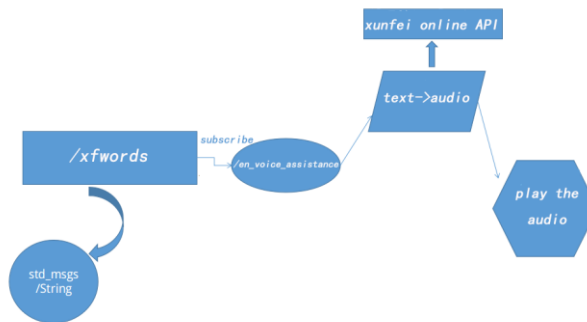 xunfei online API
text->audio
subscribe
/xfwords
/en_voice_assistance
play the
audio
std_msgs
/String